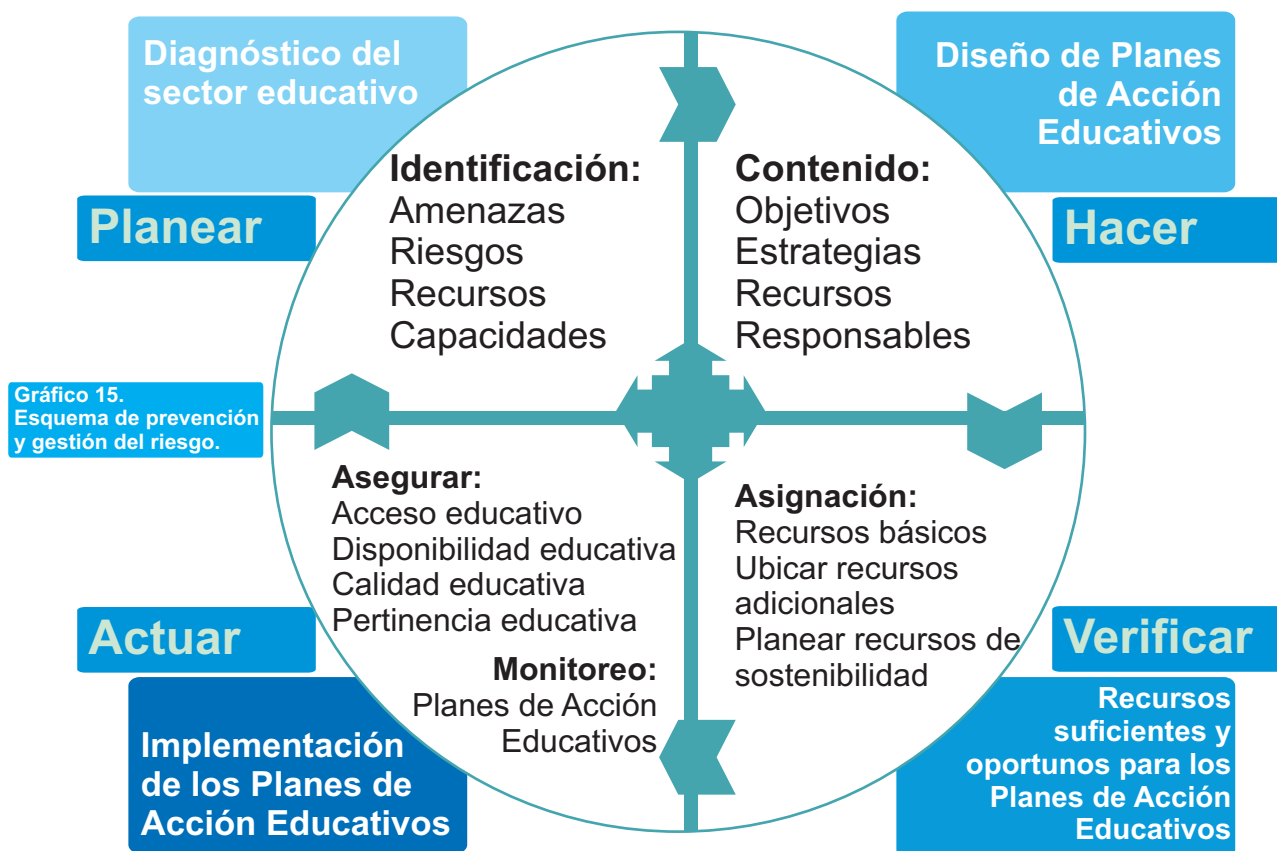 Diagnóstico del
sector educativo
Planear
Identificación:
Amenazas
Riesgos
Recursos
Capacidades
Diseño de Planes
de Acción
Educativos
Hacer
Contenido:
Objetivos
Estrategias
Recursos
Responsables
Gráfico 15.
Esquema de prevención
y gestión del riesgo.
Asegurar:
Acceso educativo
Disponibilidad educativa
Calidad educativa
Pertinencia educativa
Monitoreo:
Planes de Acción
Educativos
Actuar
Implementación
de los Planes de
Acción Educativos
Asignación:
Recursos básicos
Ubicar recursos
adicionales
Planear recursos de
sostenibilidad
Verificar
Recursos
suficientes y
oportunos para los
Planes de Acción
Educativos